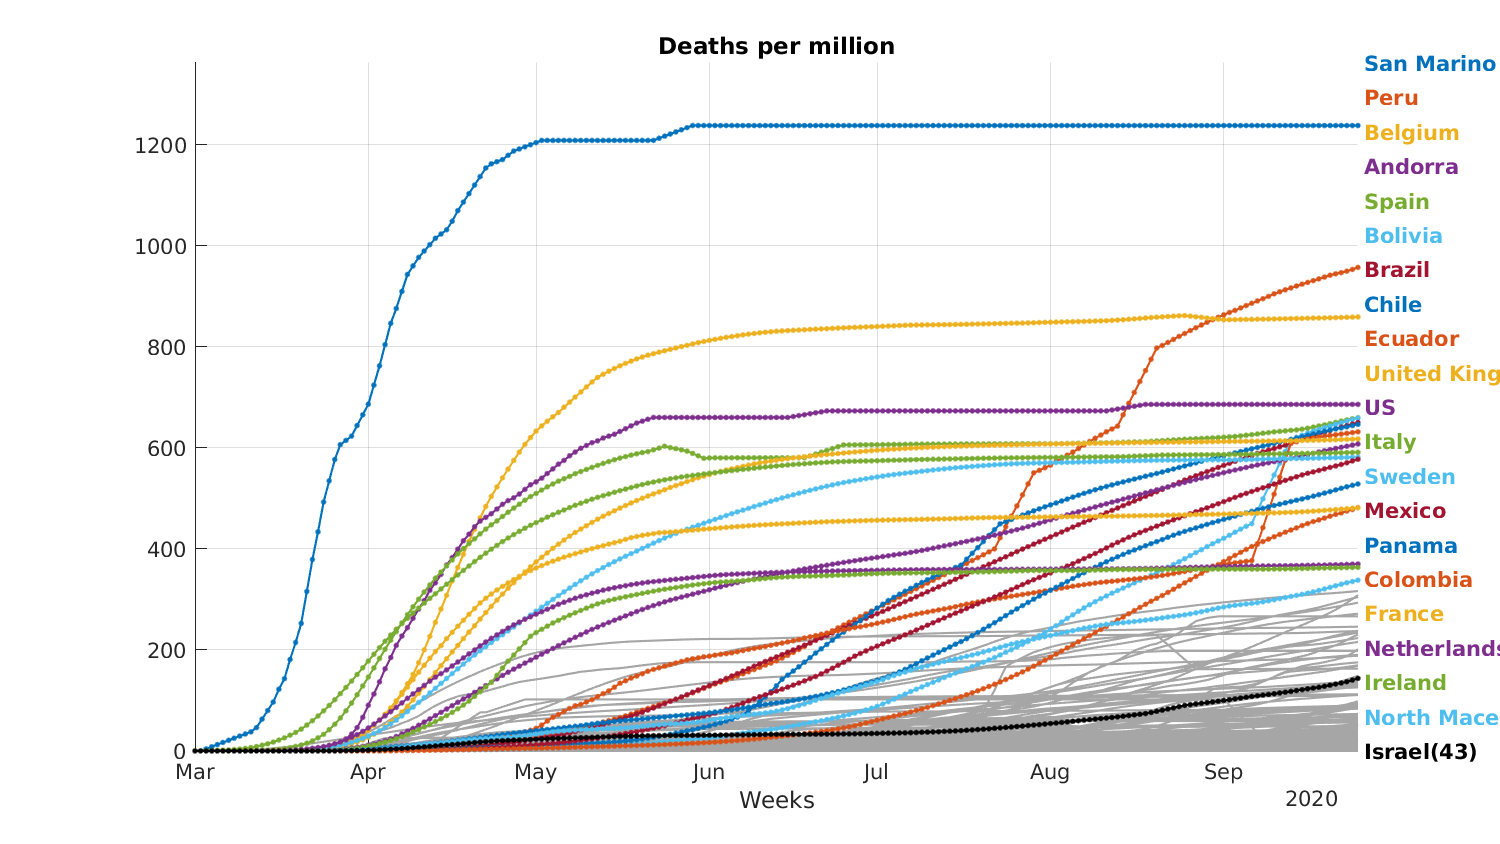 Deaths per million
San Marino
Peru
Belgium
Andorra
Spain
Bolivia
Brazil
Chile
Ecuador
United King
US
Italy
Sweden
Mexico
Panama
Colombia
France
Netherlands
Ireland
North Mace
Israel(43)
1200
1000
800
600
400
200
0
Mar Apr May Jun Jul Aug Sep
Weeks
2020